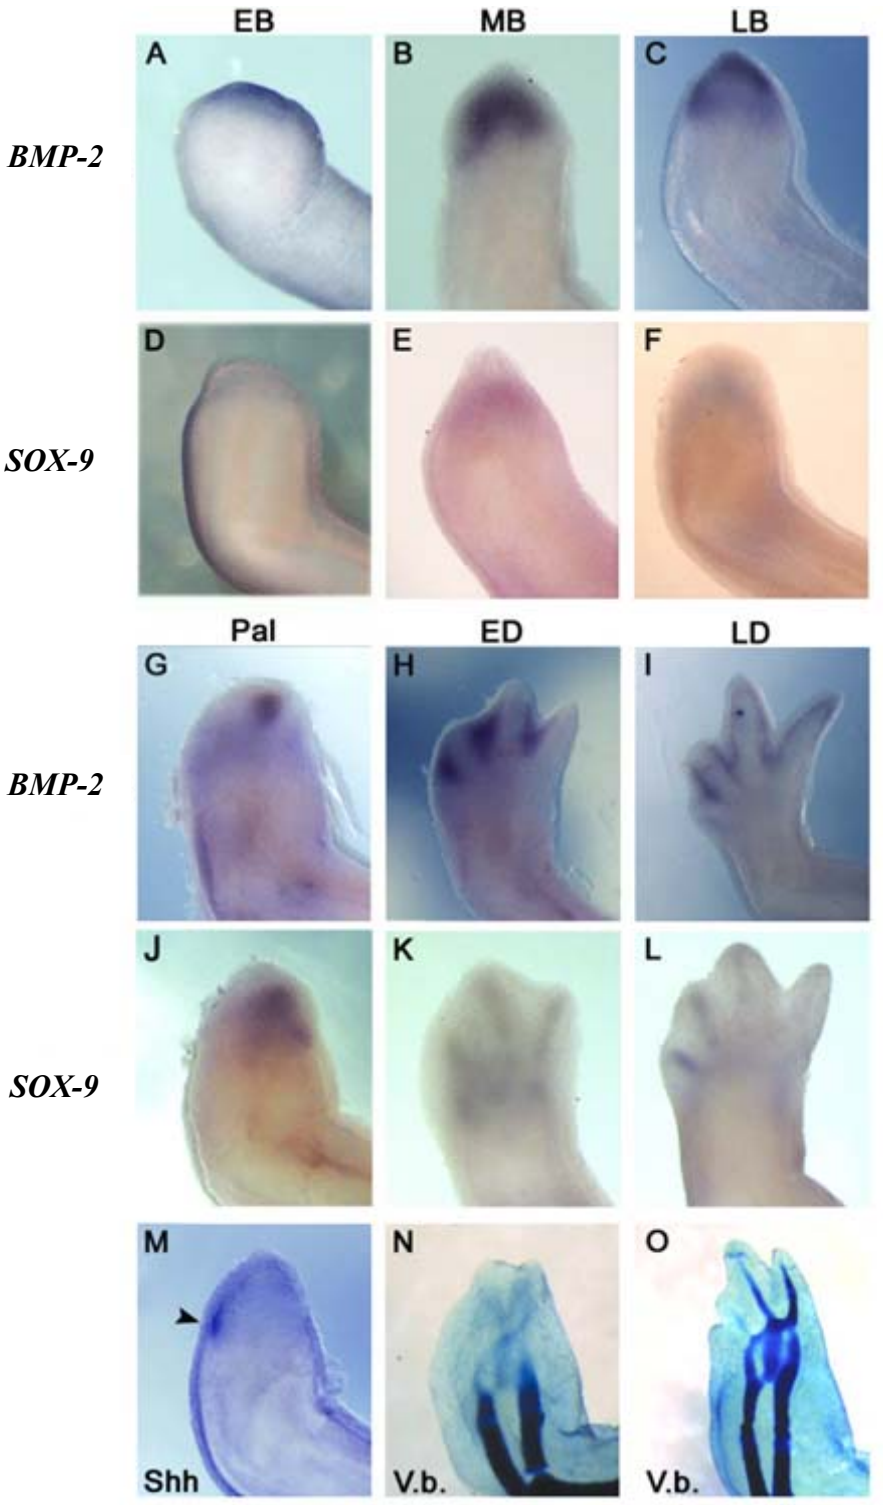 EB MB LB
A B C
BMP-2
D E F
SOX-9
Pal ED LD
G H I
BMP-2
J K L
SOX-9
M N O
Shh V.b. V.b.